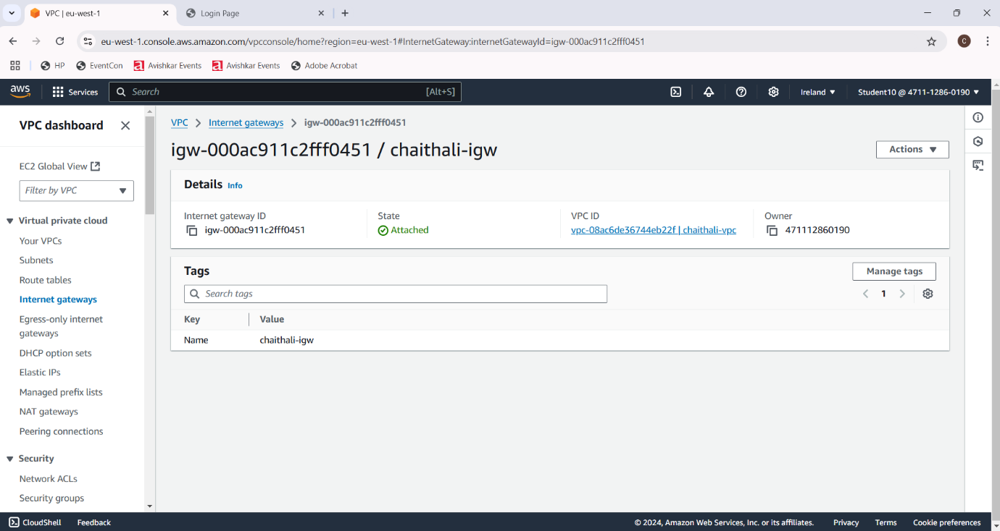 VPC | eu-west-1
Login Page
eu-west-1.console.aws.amazon.com/vpcconsole/home?region=eu-west-1#InternetGateway:internetGatewayId=igw-000ac911c2fff0451
C
HP
EventCon
Avishkar Events
Avishkar Events
Adobe Acrobat
aws
Services
Search
[Alt+S]
Ireland
Student10 @ 4711-1286-0190
VPC dashboard
EC2 Global View
Filter by VPC
Virtual private cloud
Your VPCs
Subnets
Route tables
Internet gateways
Egress-only internet
gateways
DHCP option sets
Elastic IPs
Managed prefix lists
NAT gateways
Peering connections
Security
Network ACLs
Security groups
VPC > Internet gateways > igw-000ac911c2fff0451
igw-000ac911c2fff0451 / chaithali-igw
Actions
Details Info
Internet gateway ID
igw-000ac911c2fff0451
State
Attached
VPC ID
vpc-08ac6de36744eb22f | chaithali-vpc
Owner
471112860190
Tags
Manage tags
Search tags
1
Key
Value
Name
chaithali-igw
CloudShell
Feedback
© 2024, Amazon Web Services, Inc. or its affiliates.
Privacy
Terms
Cookie preferences